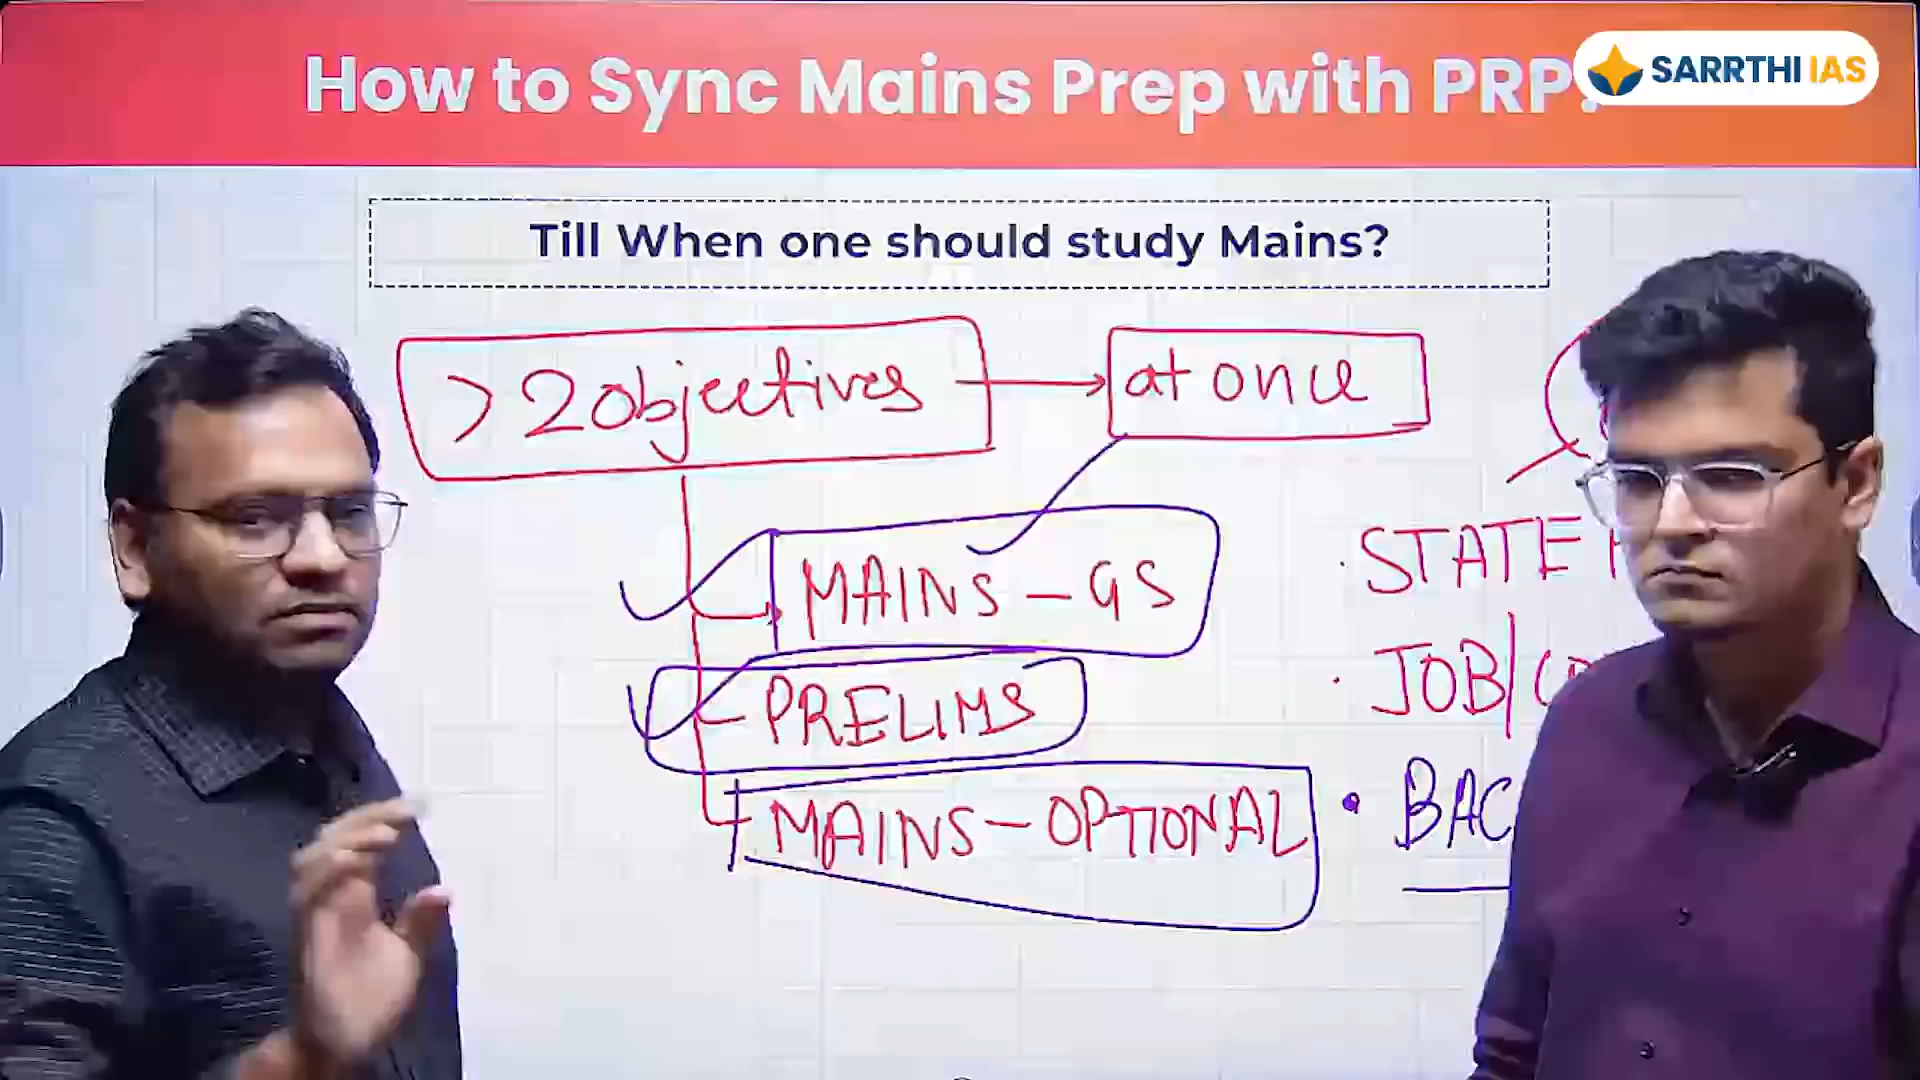 How to Sync Mains Prep with PRP?
SARRTHI IAS
Till When one should study Mains?
> 2 objectives
at once
MAINS - GS
PRELIMS
MAINS - OPTIONAL
• STATE
• JOB/
• BAC